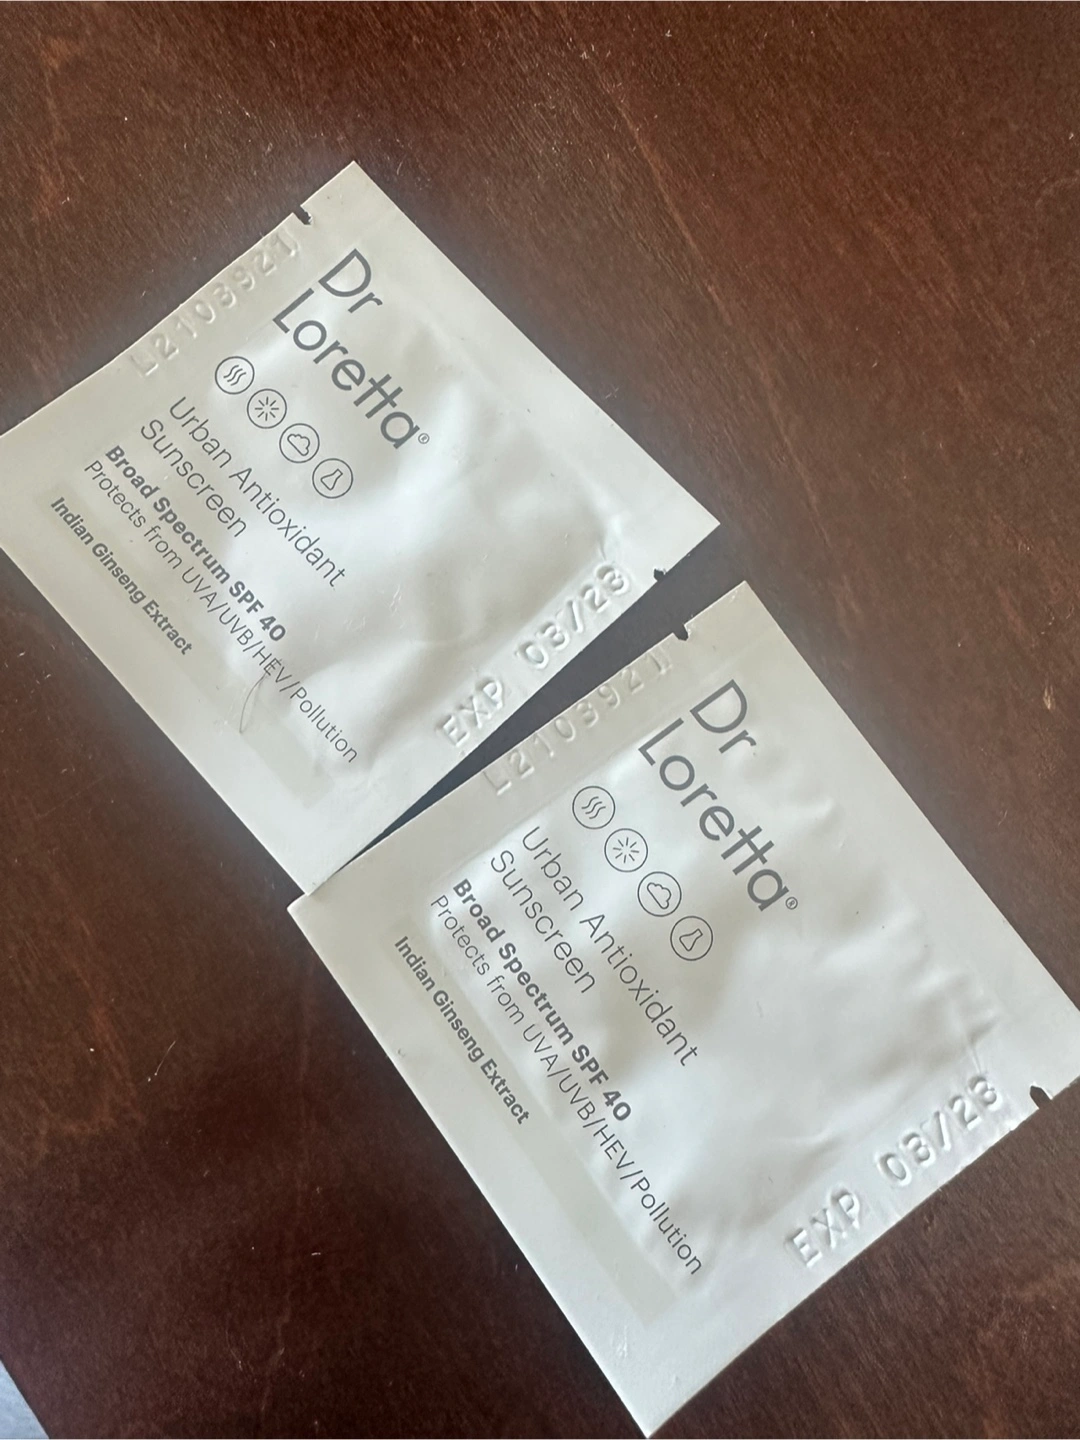 L2103921
Dr
Loretta®
Urban Antioxidant
Sunscreen
Broad Spectrum SPF 40
Protects from UVA/UVB/HEV/Pollution
Indian Ginseng Extract
EXP 03/23
L2103921
Dr
Loretta®
Urban Antioxidant
Sunscreen
Broad Spectrum SPF 40
Protects from UVA/UVB/HEV/Pollution
Indian Ginseng Extract
EXP 03/23